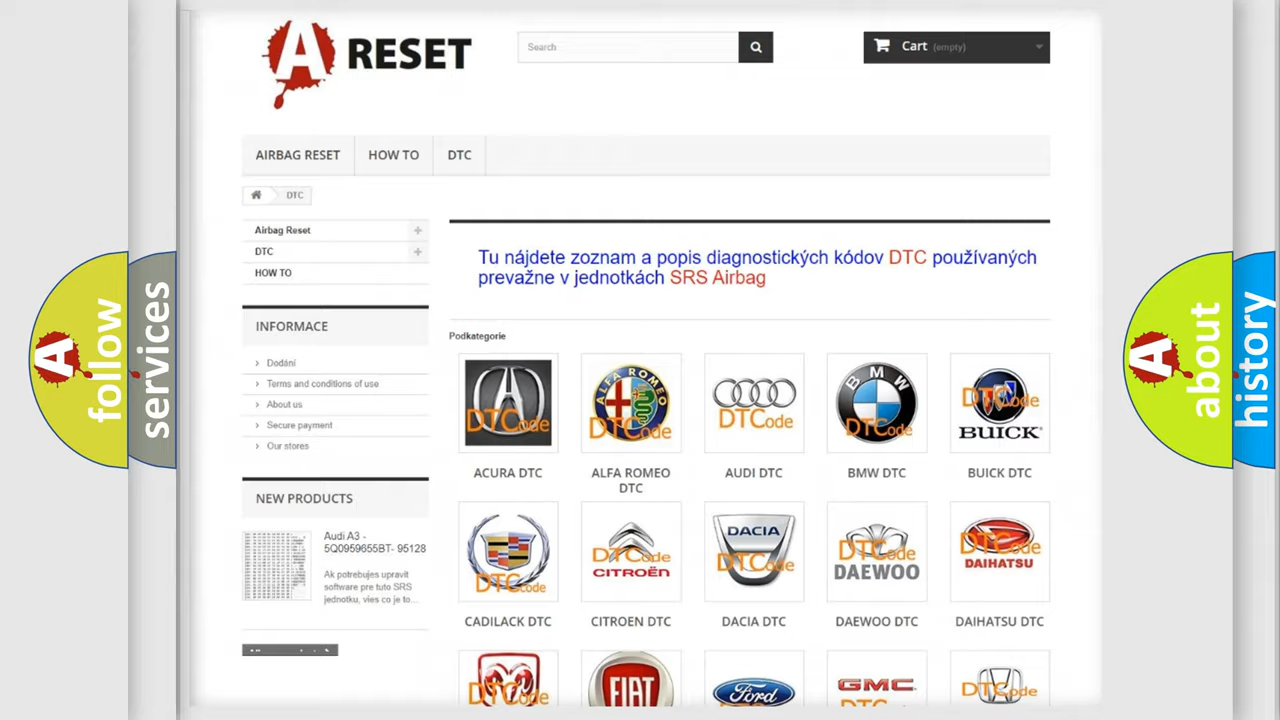 A RESET
Search
Cart (empty)
AIRBAG RESET
HOW TO
DTC
DTC
Airbag Reset
DTC
HOW TO
INFORMACE
Dodání
Terms and conditions of use
About us
Secure payment
Our stores
NEW PRODUCTS
Audi A3 -
5Q0959655BT- 95128
Ak potrebujes upravit
software pre tuto SRS
jednotku, vies co je to...
Tu nájdete zoznam a popis diagnostických kódov DTC používaných
prevažne v jednotkách SRS Airbag
Podkategorie
DTCode
ACURA DTC
ALFA ROMEO
DTCode
ALFA ROMEO
DTC
DTCode
AUDI DTC
BMW
DTCode
BMW DTC
DTCode
BUICK
BUICK DTC
DTCode
CADILACK DTC
DTCode
CITROËN
CITROEN DTC
DACIA
DTCode
DACIA DTC
DTCode
DAEWOO
DAEWOO DTC
DTCode
DAIHATSU
DAIHATSU DTC
DTCode
FIAT
Ford
GMC
DTCode
A follow
services
A about
history